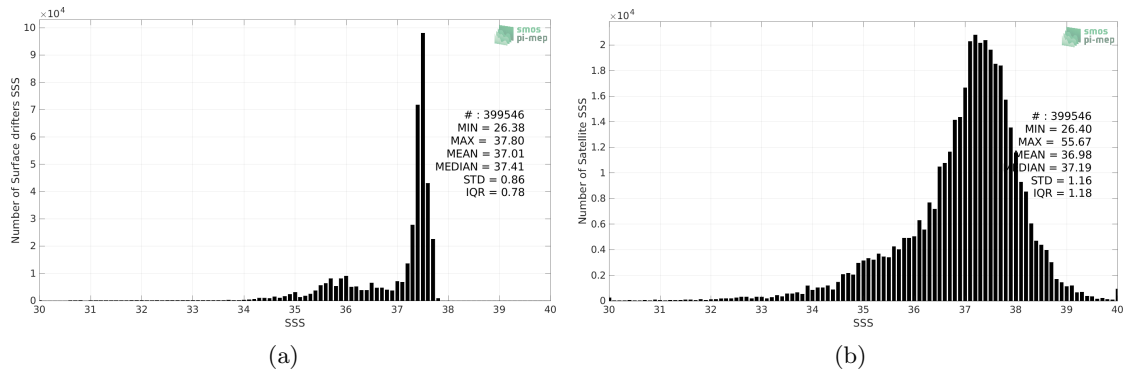 ×10⁴
10
9
8
7
6
5
4
3
2
1
0
Number of Surface drifters SSS
30 31 32 33 34 35 36 37 38 39 40
SSS
smos
pi-mep
# : 399546
MIN = 26.38
MAX = 37.80
MEAN = 37.01
MEDIAN = 37.41
STD = 0.86
IQR = 0.78
(a)
×10⁴
2
1.8
1.6
1.4
1.2
1
0.8
0.6
0.4
0.2
0
Number of Satellite SSS
30 31 32 33 34 35 36 37 38 39 40
SSS
smos
pi-mep
# : 399546
MIN = 26.40
MAX = 55.67
MEAN = 36.98
MEDIAN = 37.19
STD = 1.16
IQR = 1.18
(b)